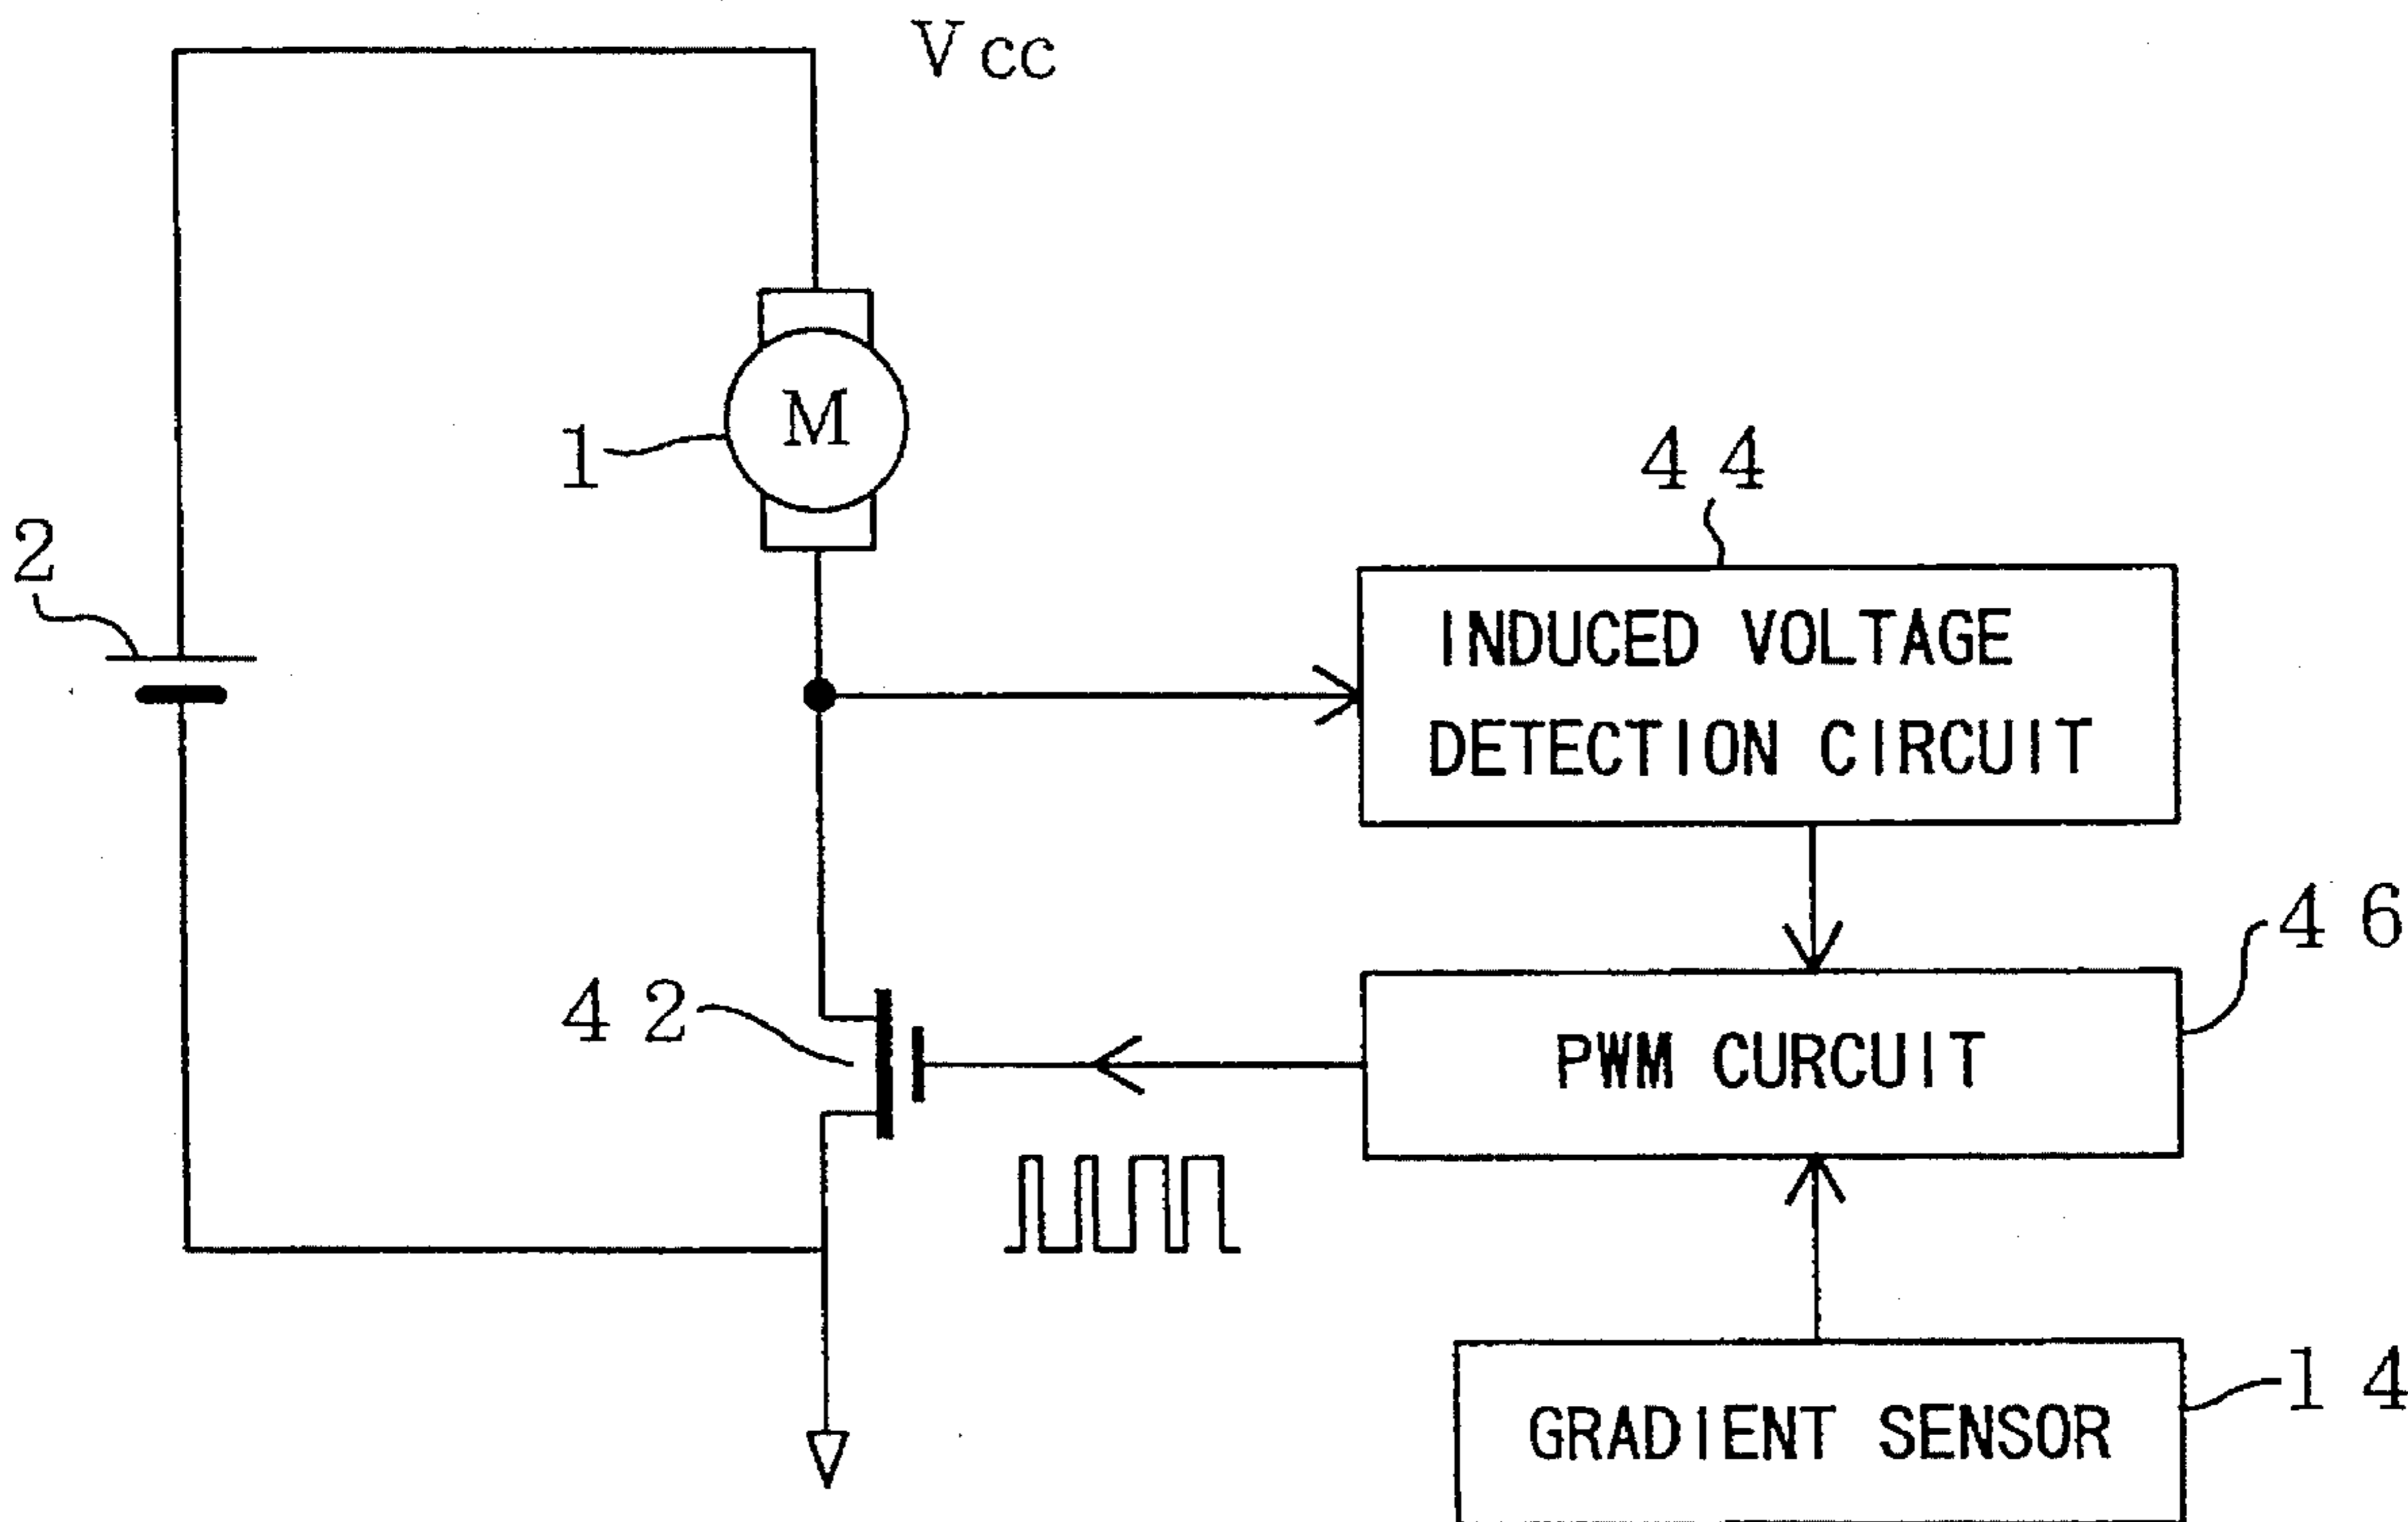 Vcc
M
1
2
44
INDUCED VOLTAGE
DETECTION CIRCUIT
46
42
PWM CURCUIT
14
GRADIENT SENSOR